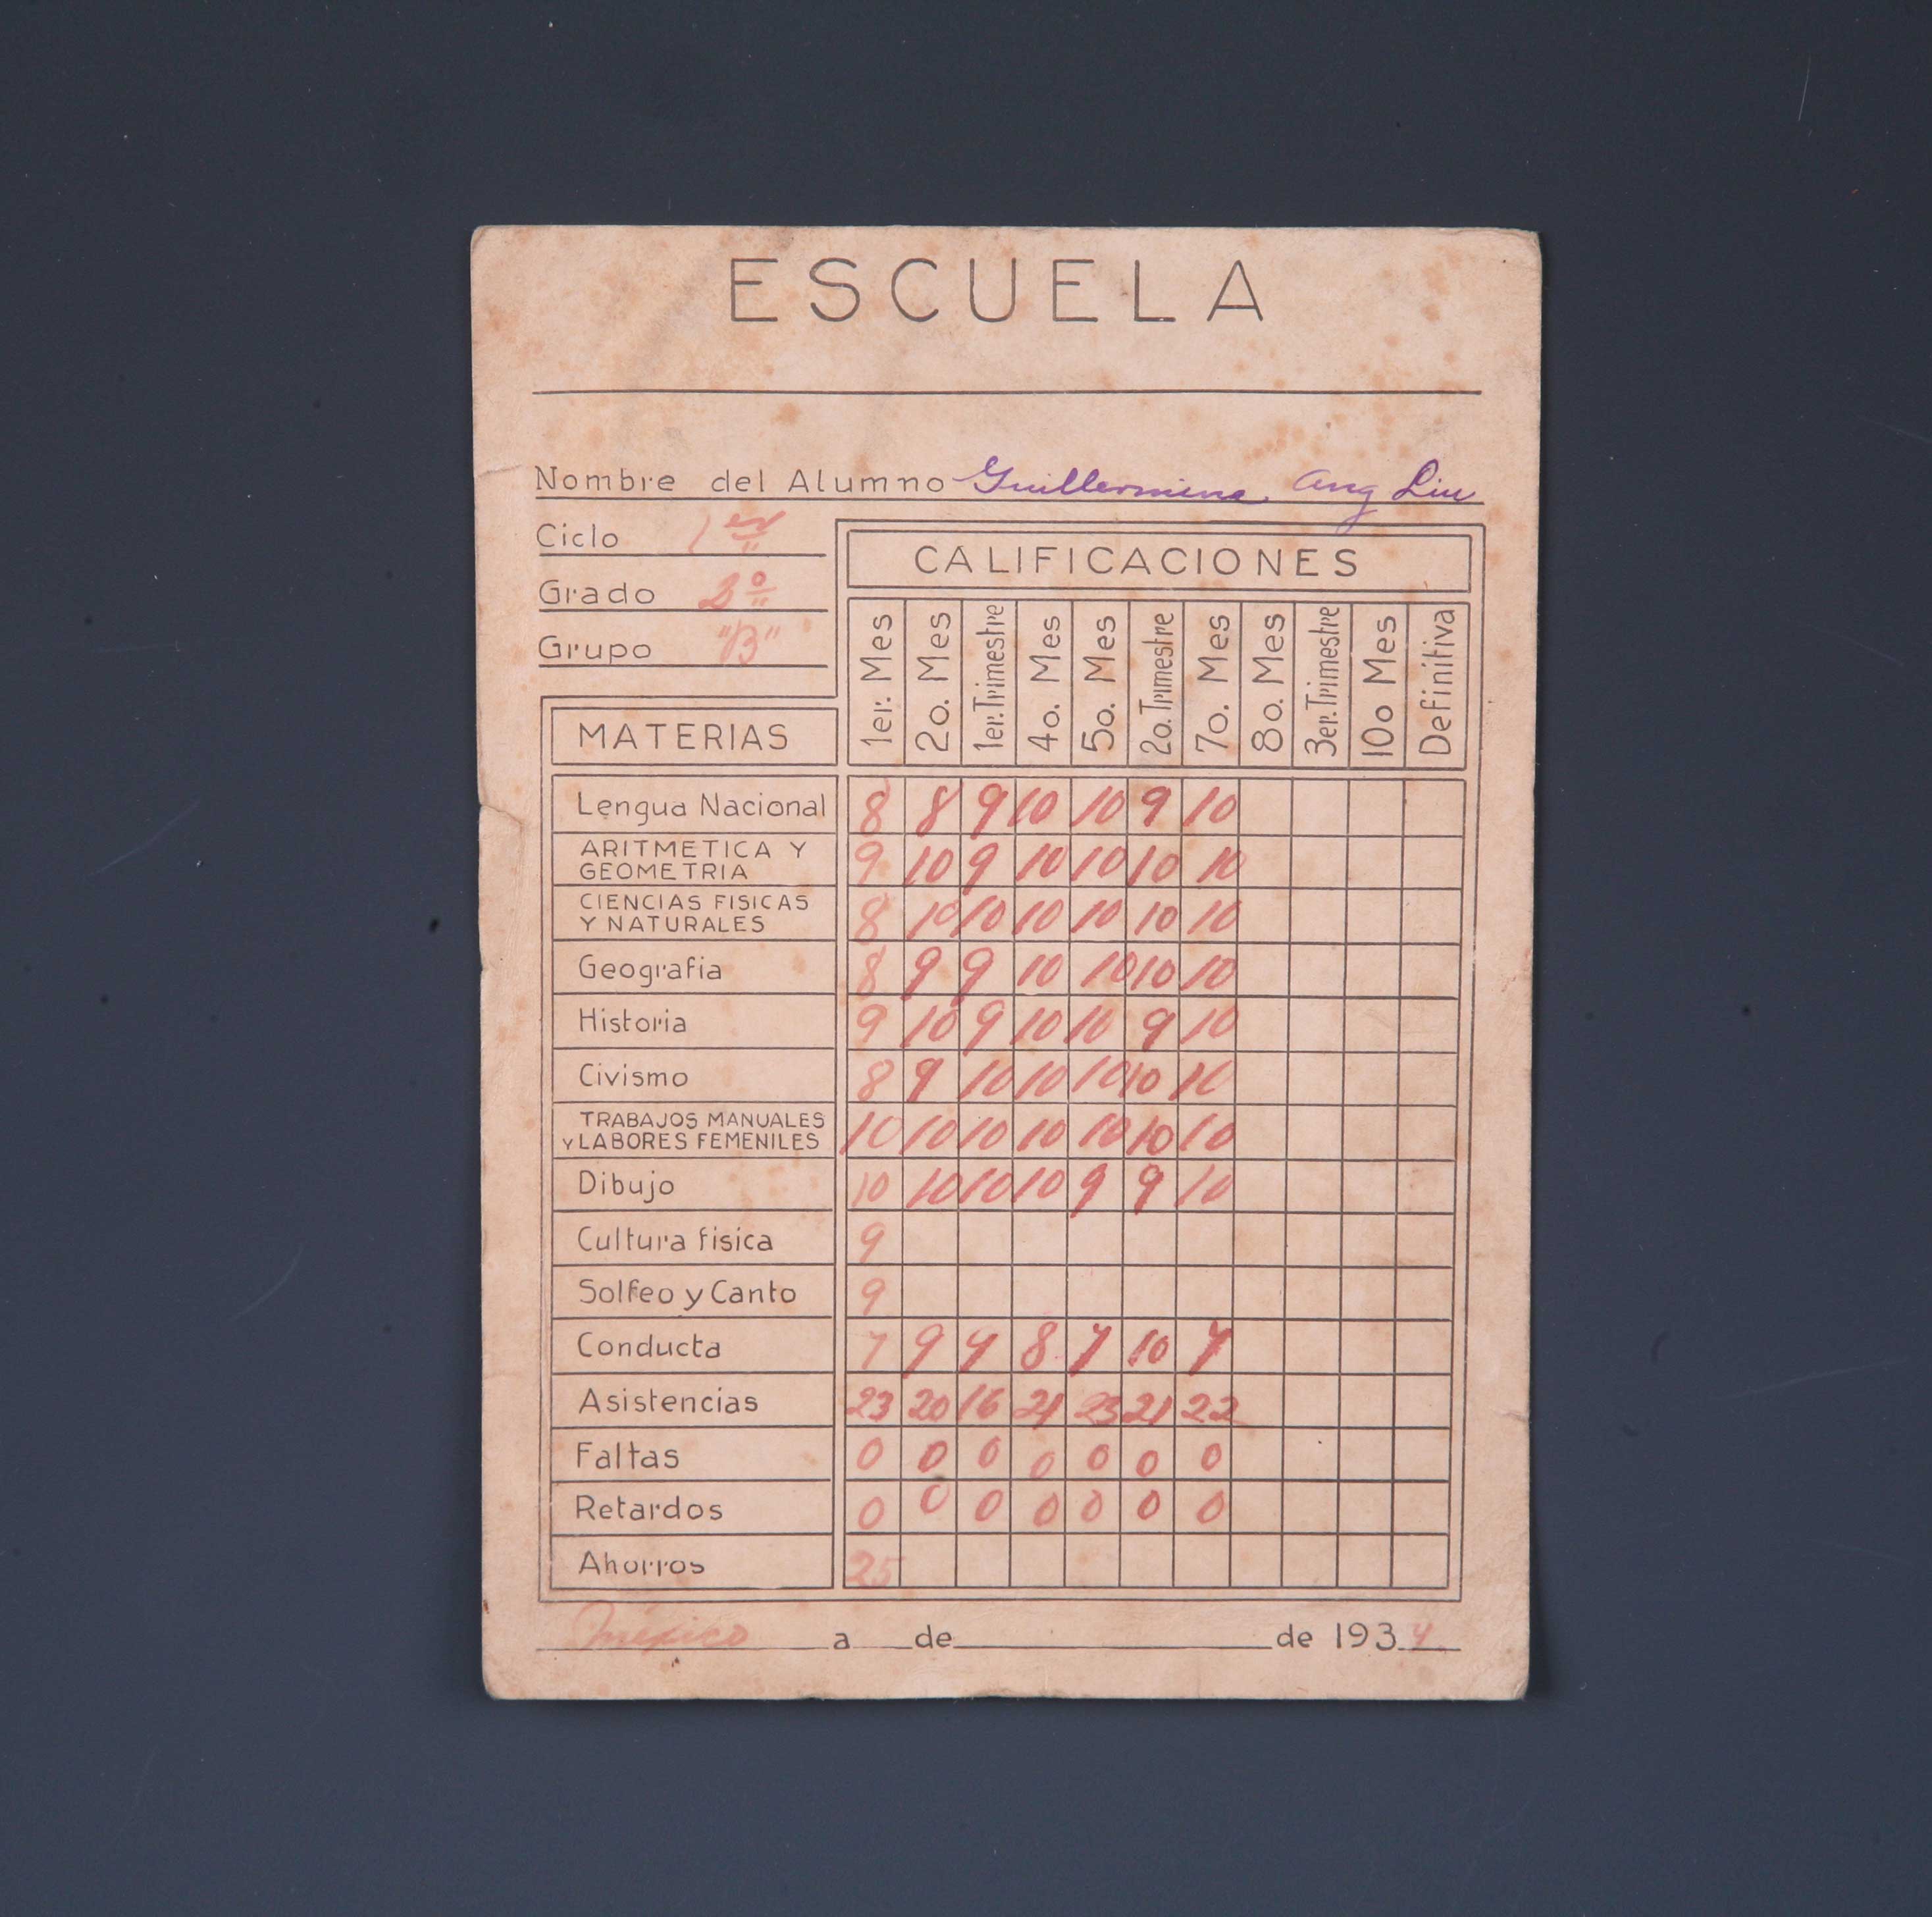 ESCUELA
Nombre del Alumno Guillermina Ang Liu
Ciclo 1er
Grado 3º
Grupo "B"
CALIFICACIONES
MATERIAS 1er. Mes 2o. Mes 1er. Trimestre 4o. Mes 5o. Mes 2o. Trimestre 7o. Mes 8o. Mes 3er. Trimestre 10o Mes Definitiva
Lengua Nacional 8 8 9 10 10 9 10
ARITMETICA Y
GEOMETRIA 9 10 9 10 10 10 10
CIENCIAS FISICAS
Y NATURALES 8 10 10 10 10 10 10
Geografia 8 9 9 10 10 10 10
Historia 9 10 9 10 10 9 10
Civismo 8 9 10 10 10 10 10
TRABAJOS MANUALES
Y LABORES FEMENILES 10 10 10 10 10 10 10
Dibujo 10 10 10 10 9 9 10
Cultura fisica 9
Solfeo y Canto 9
Conducta 7 9 9 8 7 10 9
Asistencias 23 20 16 21 23 21 22
Faltas 0 0 0 0 0 0 0
Retardos 0 0 0 0 0 0 0
Ahorros 25
México a de de 1934